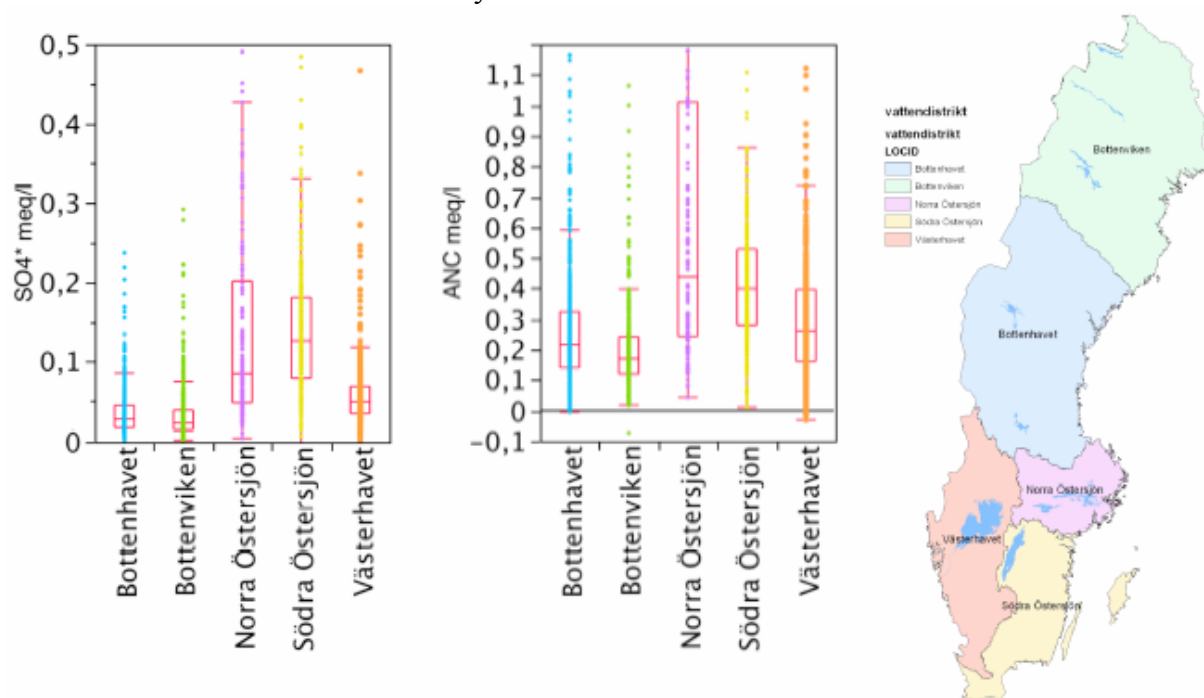 0,5
0,4
0,3
0,2
0,1
0
SO4* meq/l
Bottenhavet
Bottenviken
Norra Östersjön
Södra Östersjön
Västerhavet
1,1
1
0,9
0,8
0,7
0,6
0,5
0,4
0,3
0,2
0,1
0
-0,1
ANC meq/l
Bottenhavet
Bottenviken
Norra Östersjön
Södra Östersjön
Västerhavet
vattendistrikt
vattendistrikt
LOCID
Bottenhavet
Bottenviken
Norra Östersjön
Södra Östersjön
Västerhavet
Bottenviken
Bottenhavet
Norra Östersjön
Västerhavet
Södra Östersjön